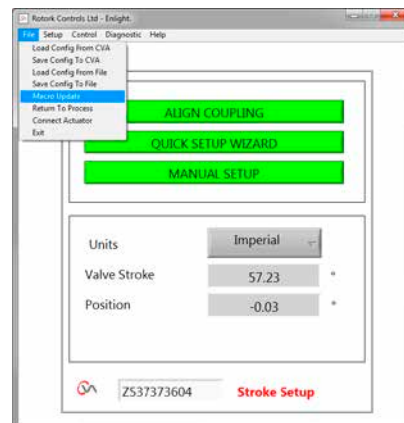 Rotork Controls Ltd - Enlight.
File Setup Control Diagnostic Help
Load Config From CVA
Save Config To CVA
Load Config From File
Save Config To File
Macro Update
Return To Process
Connect Actuator
Exit
ALIGN COUPLING
QUICK SETUP WIZARD
MANUAL SETUP
Units Imperial
Valve Stroke 57.23 °
Position -0.03 °
ZS37373604 Stroke Setup